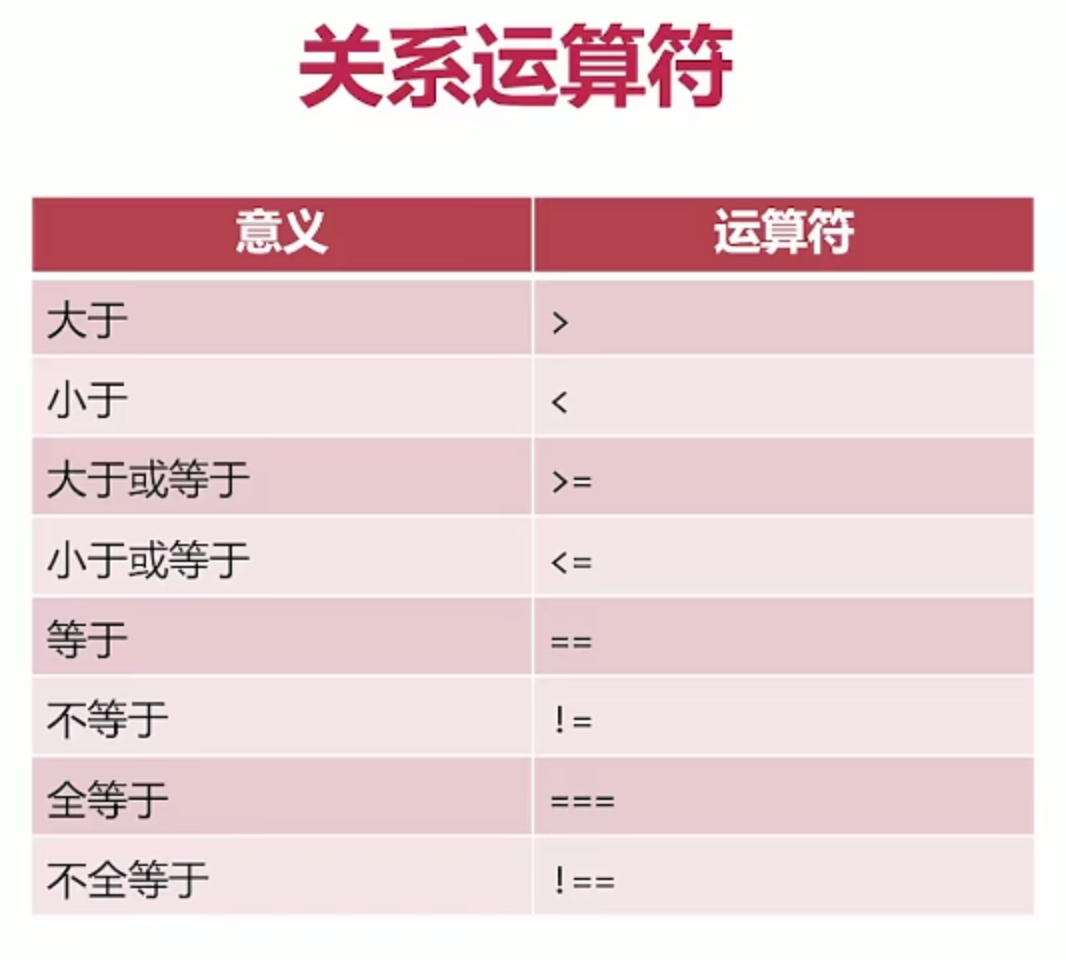 关系运算符
意义 运算符
大于 >
小于 <
大于或等于 >=
小于或等于 <=
等于 ==
不等于 !=
全等于 ===
不全等于 !==